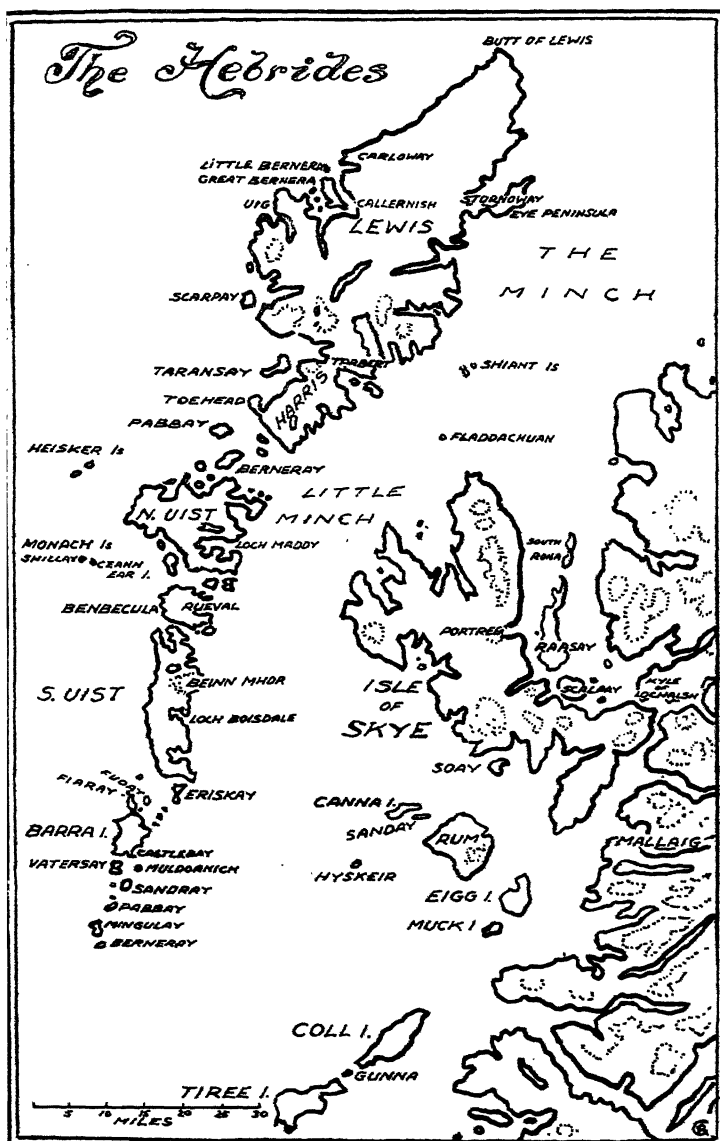 The Hebrides
BUTT OF LEWIS
CARLOWAY
LITTLE BERNERA
GREAT BERNERA
UIG
CALLERNISH
STORNOWAY
EYE PENINSULA
LEWIS
THE
MINCH
SCARPAY
TARANSAY
TARBERT
SHIANT Is
TOEHEAD
HARRIS
PABBAY
FLADDACHUAN
HEISKER Is
BERNERAY
LITTLE
MINCH
N. UIST
LOCH MADDY
MONACH Is
SHILLAY
CEANN
EAR I.
SOUTH
RONA
BENBECULA
RUEVAL
PORTREE
RAASAY
S. UIST
BEINN MHOR
ISLE
OF
SKYE
SCALPAY
KYLE
OF
LOCHALSH
LOCH BOISDALE
SOAY
FUDAY
FIARAY
ERISKAY
CANNA I.
SANDAY
BARRA I.
CASTLEBAY
RUM
MALLAIG
VATERSAY
MULDOANICH
HYSKEIR
SANDRAY
EIGG I.
PABBAY
MINGULAY
MUCK I
BERNERAY
COLL I.
GUNNA
TIREE I.
5 10 15 20 25 30
MILES